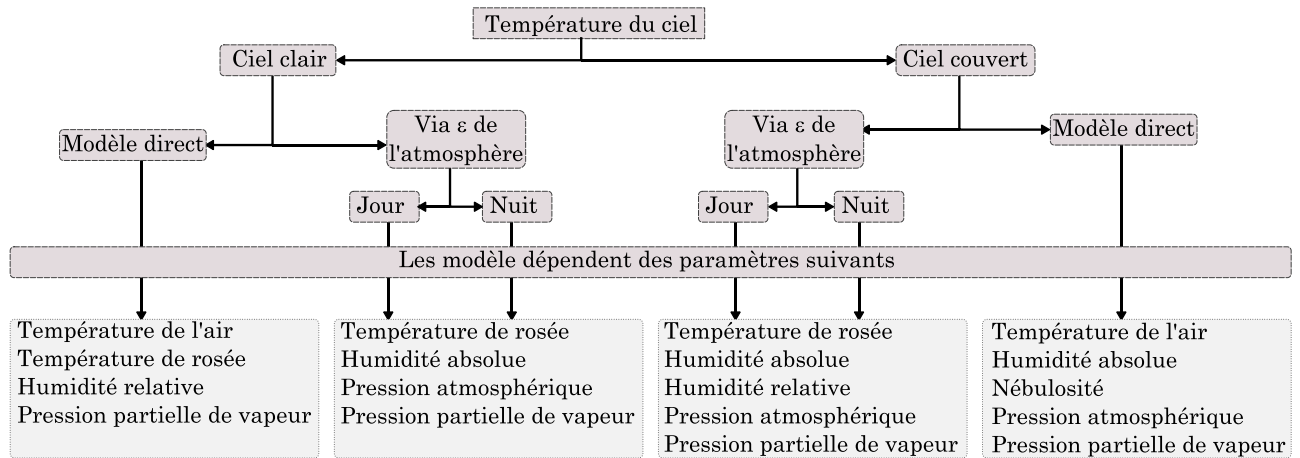 Température du ciel
Ciel clair
Ciel couvert
Modèle direct
Via ε de
l'atmosphère
Via ε de
l'atmosphère
Modèle direct
Jour
Nuit
Jour
Nuit
Les modèle dépendent des paramètres suivants
Température de l'air
Température de rosée
Humidité relative
Pression partielle de vapeur
Température de rosée
Humidité absolue
Pression atmosphérique
Pression partielle de vapeur
Température de rosée
Humidité absolue
Humidité relative
Pression atmosphérique
Pression partielle de vapeur
Température de l'air
Humidité absolue
Nébulosité
Pression atmosphérique
Pression partielle de vapeur